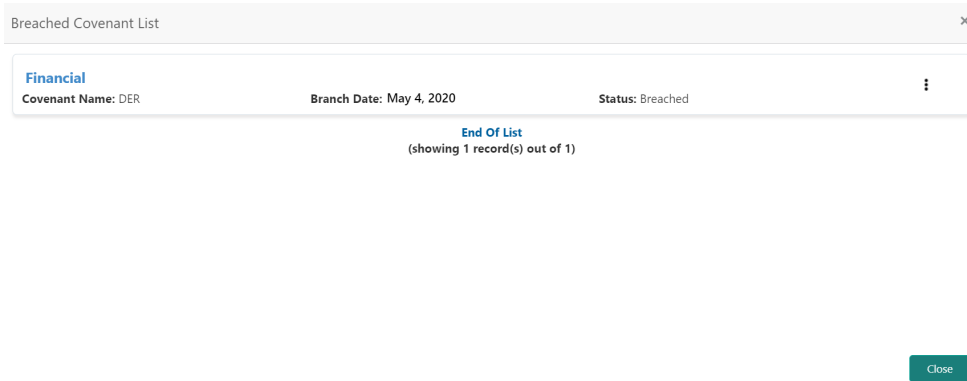 Breached Covenant List
Financial
Covenant Name: DER Branch Date: May 4, 2020 Status: Breached
End Of List
(showing 1 record(s) out of 1)
Close